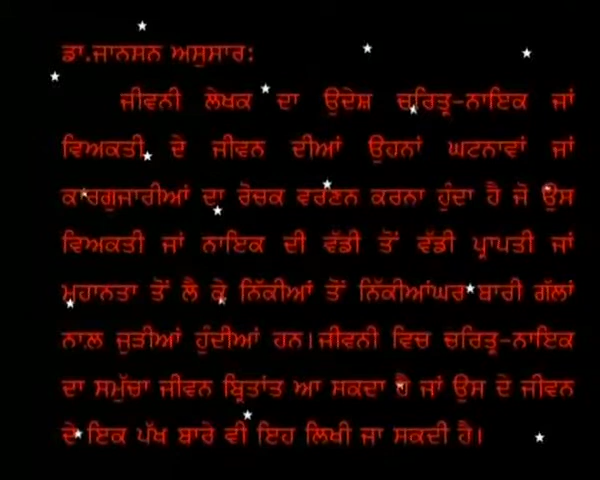 ਡਾ.ਜਾਨਸਨ ਅਸੁਸਾਰ:
ਜੀਵਨੀ ਲੇਖਕ ਦਾ ਉਦੇਸ਼ ਚਰਿਤ੍ਰ-ਨਾਇਕ ਜਾਂ
ਵਿਅਕਤੀ ਦੇ ਜੀਵਨ ਦੀਆਂ ਉਹਨਾਂ ਘਟਨਾਵਾਂ ਜਾਂ
ਕਾਰਗੁਜਾਰੀਆਂ ਦਾ ਰੋਚਕ ਵਰਣਨ ਕਰਨਾ ਹੁੰਦਾ ਹੈ ਜੋ ਉਸ
ਵਿਅਕਤੀ ਜਾਂ ਨਾਇਕ ਦੀ ਵੱਡੀ ਤੋਂ ਵੱਡੀ ਪ੍ਰਾਪਤੀ ਜਾਂ
ਮਹਾਨਤਾ ਤੋਂ ਲੈ ਕੇ ਨਿੱਕੀਆਂ ਤੋਂ ਨਿੱਕੀਆਂਘਰ ਬਾਰੀ ਗੱਲਾਂ
ਨਾਲ ਜੁੜੀਆਂ ਹੁੰਦੀਆਂ ਹਨ।ਜੀਵਨੀ ਵਿਚ ਚਰਿਤ੍ਰ-ਨਾਇਕ
ਦਾ ਸਮੁੱਚਾ ਜੀਵਨ ਬ੍ਰਿਤਾਂਤ ਆ ਸਕਦਾ ਹੈ ਜਾਂ ਉਸ ਦੇ ਜੀਵਨ
ਦੇ ਇਕ ਪੱਖ ਬਾਰੇ ਵੀ ਇਹ ਲਿਖੀ ਜਾ ਸਕਦੀ ਹੈ।